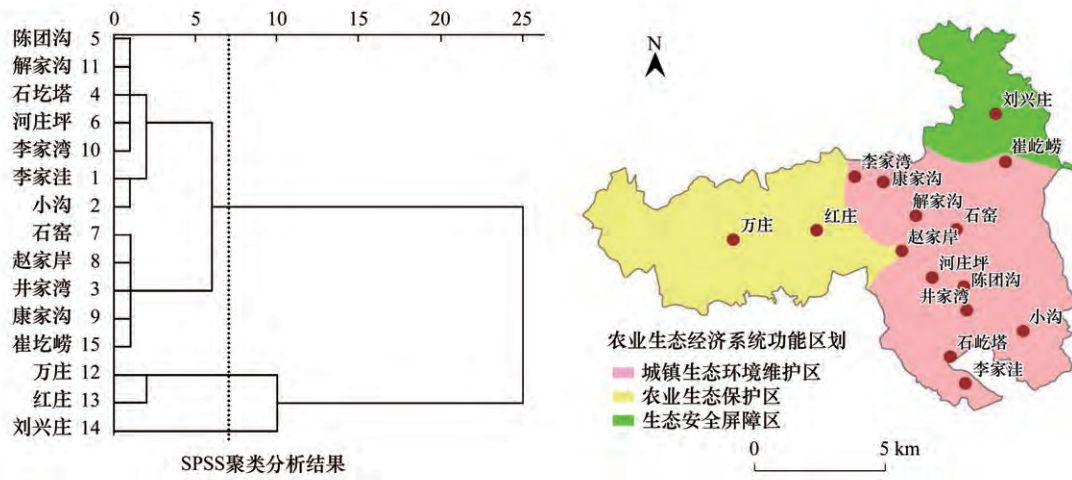 0 5 10 15 20 25
陈团沟 5
解家沟 11
石圪塔 4
河庄坪 6
李家湾 10
李家洼 1
小沟 2
石窑 7
赵家岸 8
井家湾 3
康家沟 9
崔圪崂 15
万庄 12
红庄 13
刘兴庄 14
SPSS聚类分析结果
N
刘兴庄
崔圪崂
李家湾
康家沟
解家沟
石窑
红庄
万庄
赵家岸
河庄坪
陈团沟
井家湾
小沟
石圪塔
李家洼
农业生态经济系统功能区划
城镇生态环境维护区
农业生态保护区
生态安全屏障区
0 5 km